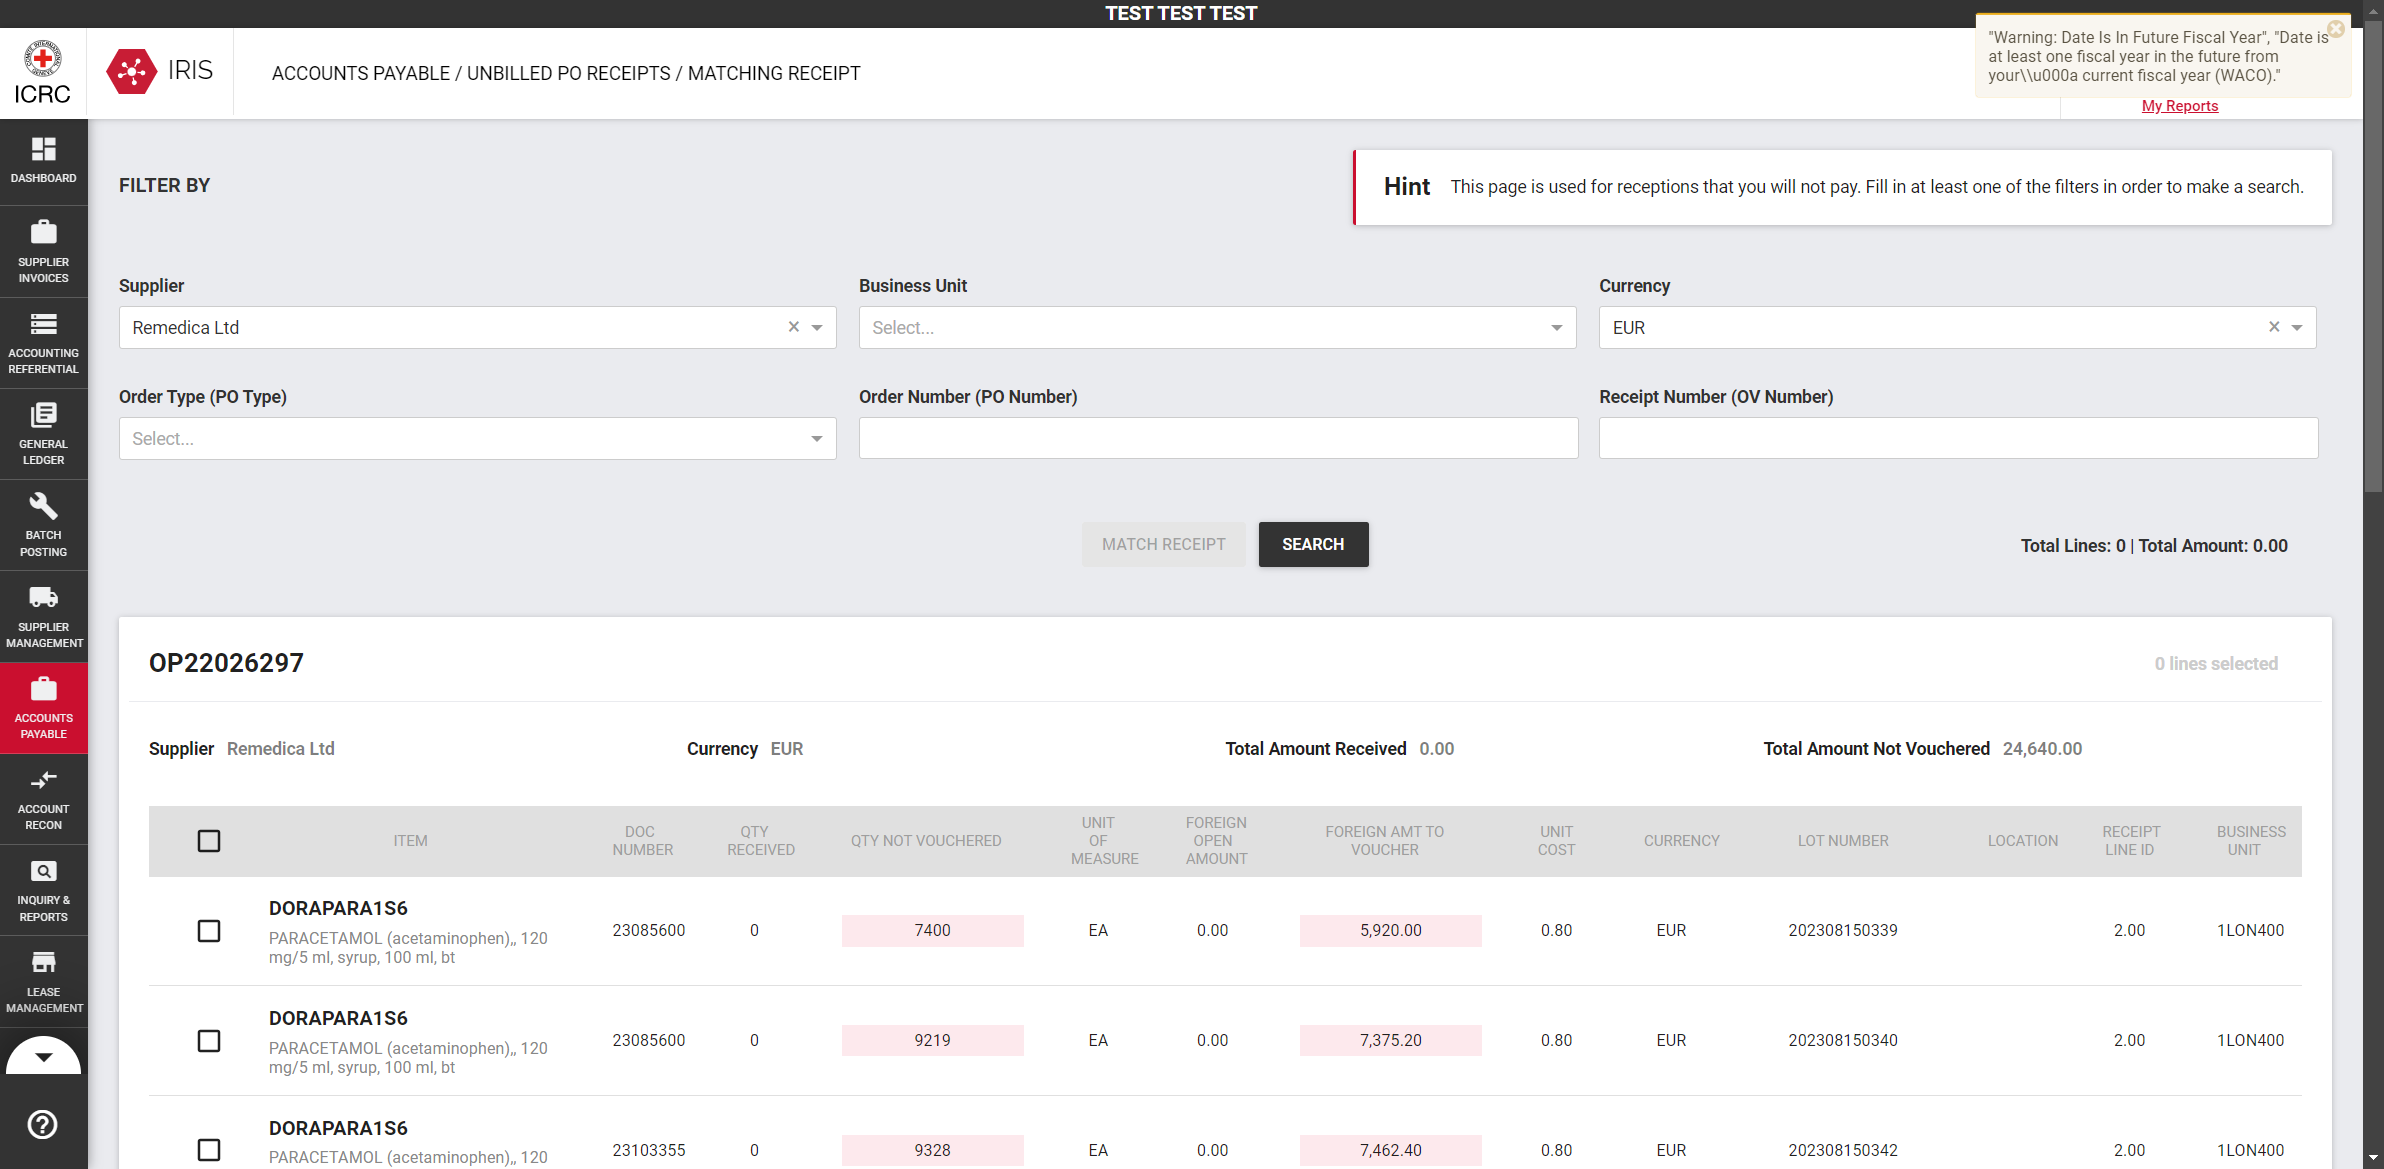 TEST TEST TEST
"Warning: Date Is In Future Fiscal Year", "Date is
at least one fiscal year in the future from
your\\u000a current fiscal year (WACO)."
ICRC
IRIS
ACCOUNTS PAYABLE / UNBILLED PO RECEIPTS / MATCHING RECEIPT
My Reports
DASHBOARD
SUPPLIER
INVOICES
ACCOUNTING
REFERENTIAL
GENERAL
LEDGER
BATCH
POSTING
SUPPLIER
MANAGEMENT
ACCOUNTS
PAYABLE
ACCOUNT
RECON
INQUIRY &
REPORTS
LEASE
MANAGEMENT
FILTER BY
Hint This page is used for receptions that you will not pay. Fill in at least one of the filters in order to make a search.
Supplier Business Unit Currency
Remedica Ltd Select... EUR
Order Type (PO Type) Order Number (PO Number) Receipt Number (OV Number)
Select...
MATCH RECEIPT SEARCH Total Lines: 0 | Total Amount: 0.00
OP22026297 0 lines selected
Supplier Remedica Ltd Currency EUR Total Amount Received 0.00 Total Amount Not Vouchered 24,640.00
ITEM
DOC
NUMBER
QTY
RECEIVED
QTY NOT VOUCHERED
UNIT
OF
MEASURE
FOREIGN
OPEN
AMOUNT
FOREIGN AMT TO
VOUCHER
UNIT
COST
CURRENCY
LOT NUMBER
LOCATION
RECEIPT
LINE ID
BUSINESS
UNIT
DORAPARA1S6
PARACETAMOL (acetaminophen),, 120
mg/5 ml, syrup, 100 ml, bt
23085600 0 7400 EA 0.00 5,920.00 0.80 EUR 202308150339 2.00 1LON400
DORAPARA1S6
PARACETAMOL (acetaminophen),, 120
mg/5 ml, syrup, 100 ml, bt
23085600 0 9219 EA 0.00 7,375.20 0.80 EUR 202308150340 2.00 1LON400
DORAPARA1S6
PARACETAMOL (acetaminophen),, 120
23103355 0 9328 EA 0.00 7,462.40 0.80 EUR 202308150342 2.00 1LON400